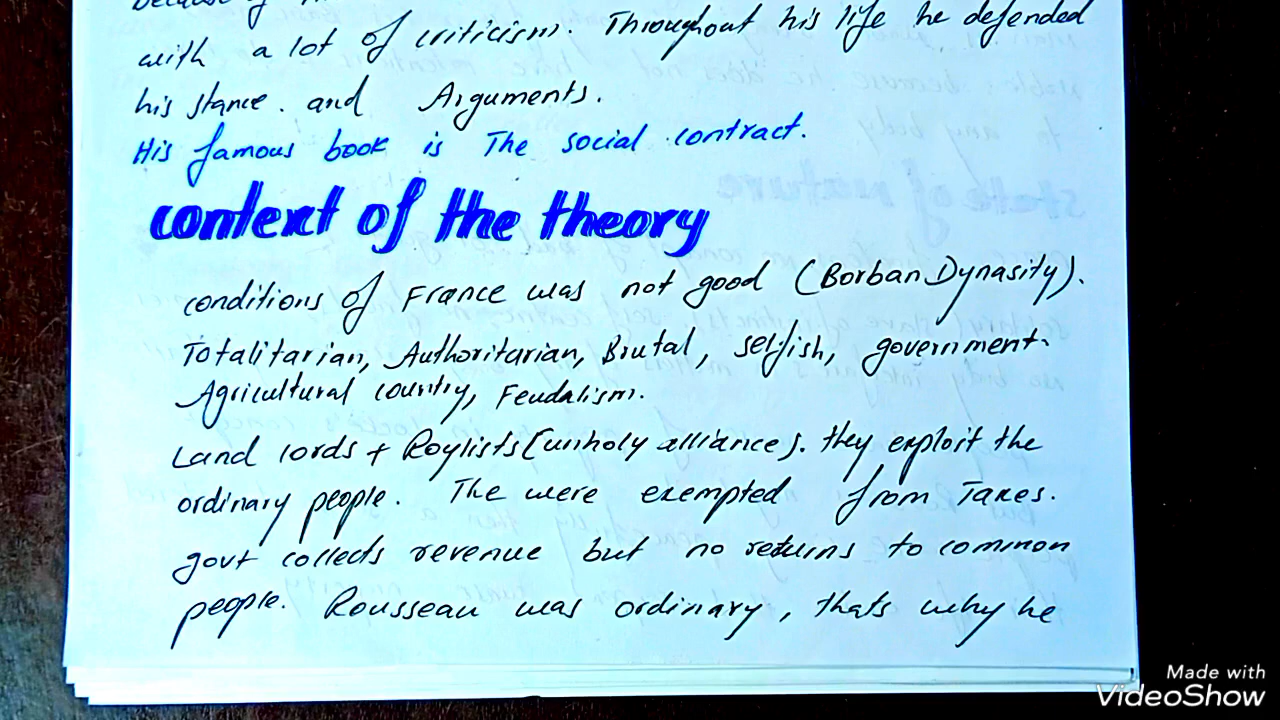 because of
with a lot of criticism. Throughout his life he defended
his stance. and Arguments.
His famous book is The social contract.
context of the theory
conditions of France was not good (Borban Dynasity).
Totalitarian, Authoritarian, Brutal, selfish, government.
Agricultural country, Feudalism.
Land lords + Roylists [unholy alliance). they exploit the
ordinary people. The were exempted from Taxes.
govt collects revenue but no returns to common
people. Rousseau was ordinary, thats why he
Made with
VideoShow